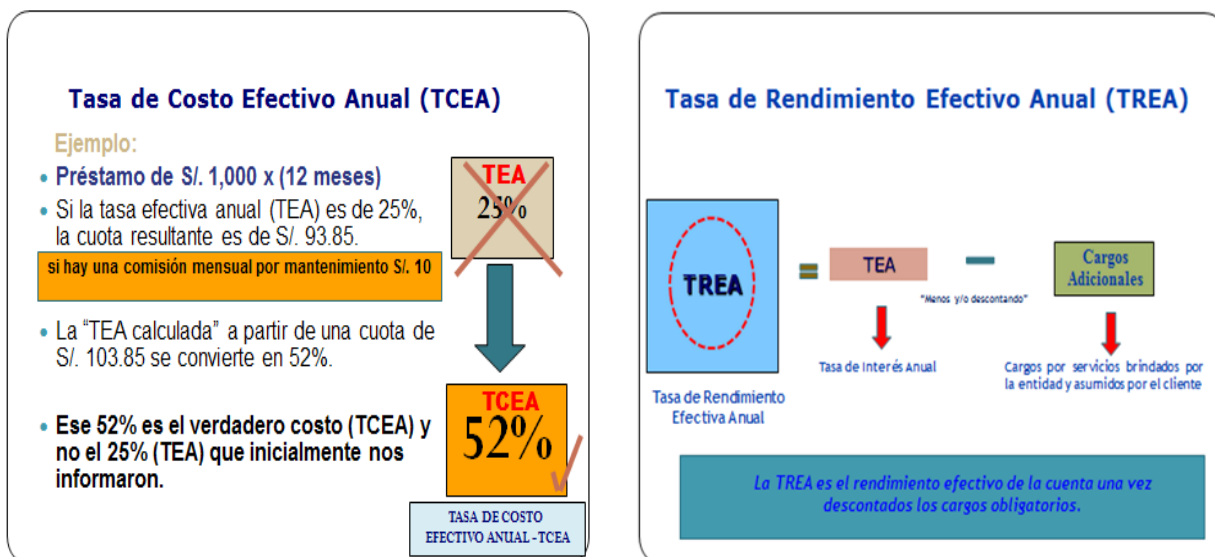 Tasa de Costo Efectivo Anual (TCEA)
Ejemplo:
• Préstamo de S/. 1,000 x (12 meses)
• Si la tasa efectiva anual (TEA) es de 25%,
la cuota resultante es de S/. 93.85.
si hay una comisión mensual por mantenimiento S/. 10
• La “TEA calculada” a partir de una cuota de
S/. 103.85 se convierte en 52%.
• Ese 52% es el verdadero costo (TCEA) y
no el 25% (TEA) que inicialmente nos
informaron.
TEA
25%
TCEA
52%
TASA DE COSTO
EFECTIVO ANUAL - TCEA
Tasa de Rendimiento Efectivo Anual (TREA)
TREA
=
TEA
—
Cargos
Adicionales
"Menos y/o descontando"
Tasa de Rendimiento
Efectiva Anual
Tasa de Interés Anual
Cargos por servicios brindados por
la entidad y asumidos por el cliente
La TREA es el rendimiento efectivo de la cuenta una vez
descontados los cargos obligatorios.